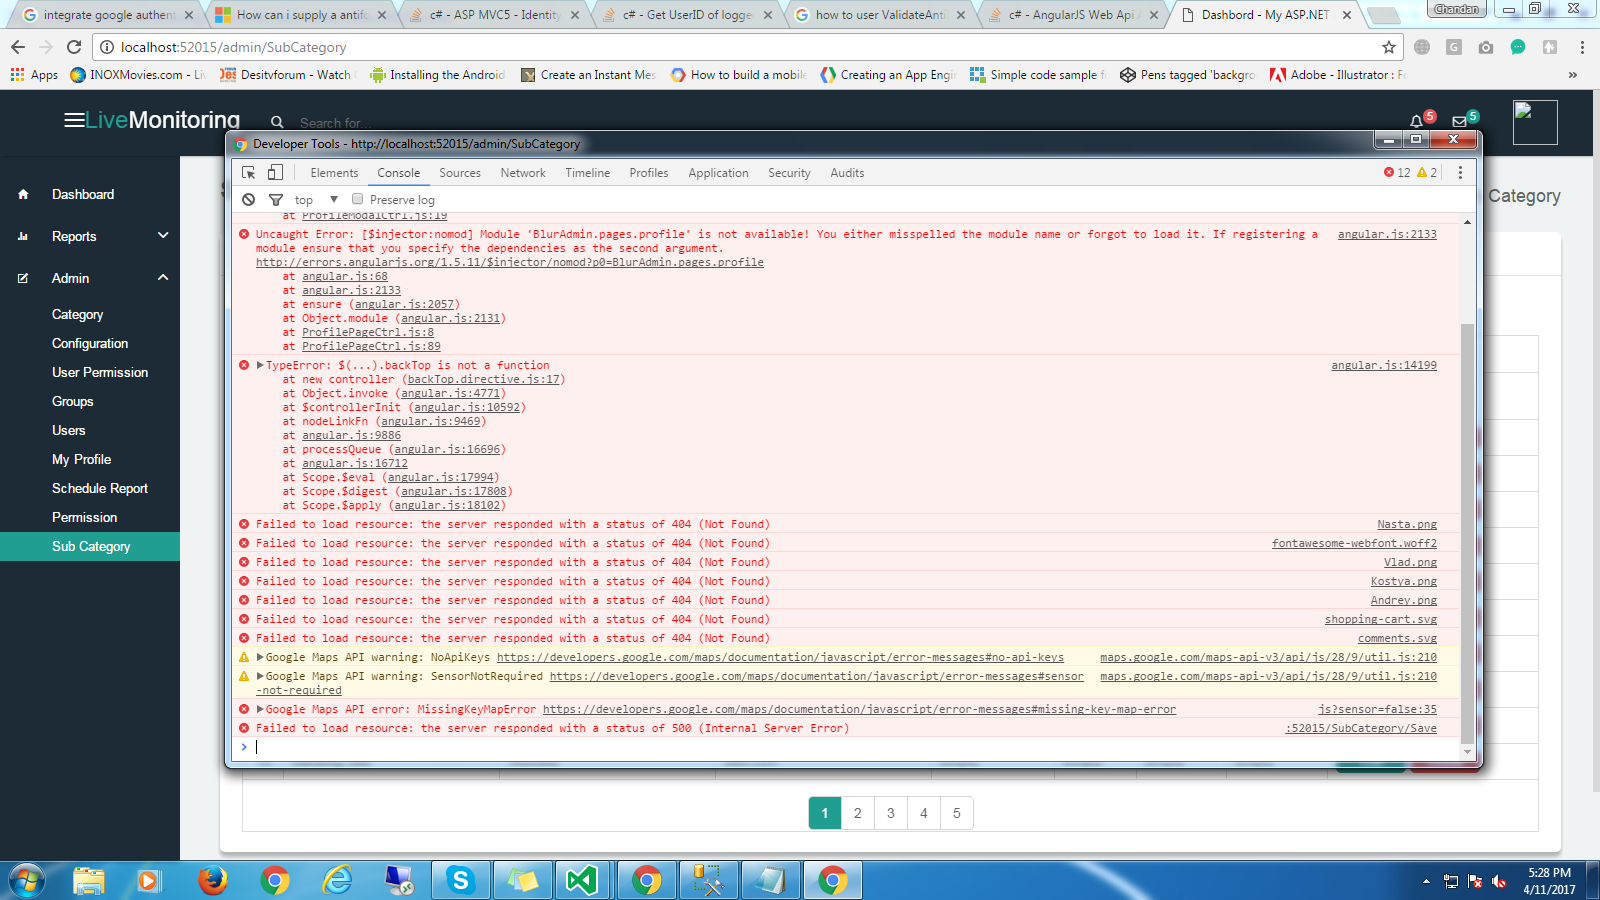 integrate google authent
How can i supply a antifo
c# - ASP MVC5 - Identity
c# - Get UserID of logge
how to user ValidateAnti
c# - AngularJS Web Api A
Dashbord - My ASP.NET
Chandan
localhost:52015/admin/SubCategory
Apps
INOXMovies.com - Li
Desitvforum - Watch
Installing the Android
Create an Instant Mes
How to build a mobile
Creating an App Engi
Simple code sample f
Pens tagged 'backgro
Adobe - Illustrator : F
»
LiveMonitoring
Search for...
5
5
Developer Tools - http://localhost:52015/admin/SubCategory
Elements Console Sources Network Timeline Profiles Application Security Audits
12 2
top Preserve log
Dashboard
Reports
Admin
Category
Configuration
User Permission
Groups
Users
My Profile
Schedule Report
Permission
Sub Category
Category
at ProfileModalCtrl.js:19
Uncaught Error: [$injector:nomod] Module 'BlurAdmin.pages.profile' is not available! You either misspelled the module name or forgot to load it. If registering a angular.js:2133
module ensure that you specify the dependencies as the second argument.
http://errors.angularjs.org/1.5.11/$injector/nomod?p0=BlurAdmin.pages.profile
at angular.js:68
at angular.js:2133
at ensure (angular.js:2057)
at Object.module (angular.js:2131)
at ProfilePageCtrl.js:8
at ProfilePageCtrl.js:89
TypeError: $(...).backTop is not a function angular.js:14199
at new controller (backTop.directive.js:17)
at Object.invoke (angular.js:4771)
at $controllerInit (angular.js:10592)
at nodeLinkFn (angular.js:9469)
at angular.js:9886
at processQueue (angular.js:16696)
at angular.js:16712
at Scope.$eval (angular.js:17994)
at Scope.$digest (angular.js:17808)
at Scope.$apply (angular.js:18102)
Failed to load resource: the server responded with a status of 404 (Not Found) Nasta.png
Failed to load resource: the server responded with a status of 404 (Not Found) fontawesome-webfont.woff2
Failed to load resource: the server responded with a status of 404 (Not Found) Vlad.png
Failed to load resource: the server responded with a status of 404 (Not Found) Kostya.png
Failed to load resource: the server responded with a status of 404 (Not Found) Andrey.png
Failed to load resource: the server responded with a status of 404 (Not Found) shopping-cart.svg
Failed to load resource: the server responded with a status of 404 (Not Found) comments.svg
Google Maps API warning: NoApiKeys https://developers.google.com/maps/documentation/javascript/error-messages#no-api-keys maps.google.com/maps-api-v3/api/js/28/9/util.js:210
Google Maps API warning: SensorNotRequired https://developers.google.com/maps/documentation/javascript/error-messages#sensor maps.google.com/maps-api-v3/api/js/28/9/util.js:210
-not-required
Google Maps API error: MissingKeyMapError https://developers.google.com/maps/documentation/javascript/error-messages#missing-key-map-error js?sensor=false:35
Failed to load resource: the server responded with a status of 500 (Internal Server Error) :52015/SubCategory/Save
1 2 3 4 5
5:28 PM
4/11/2017